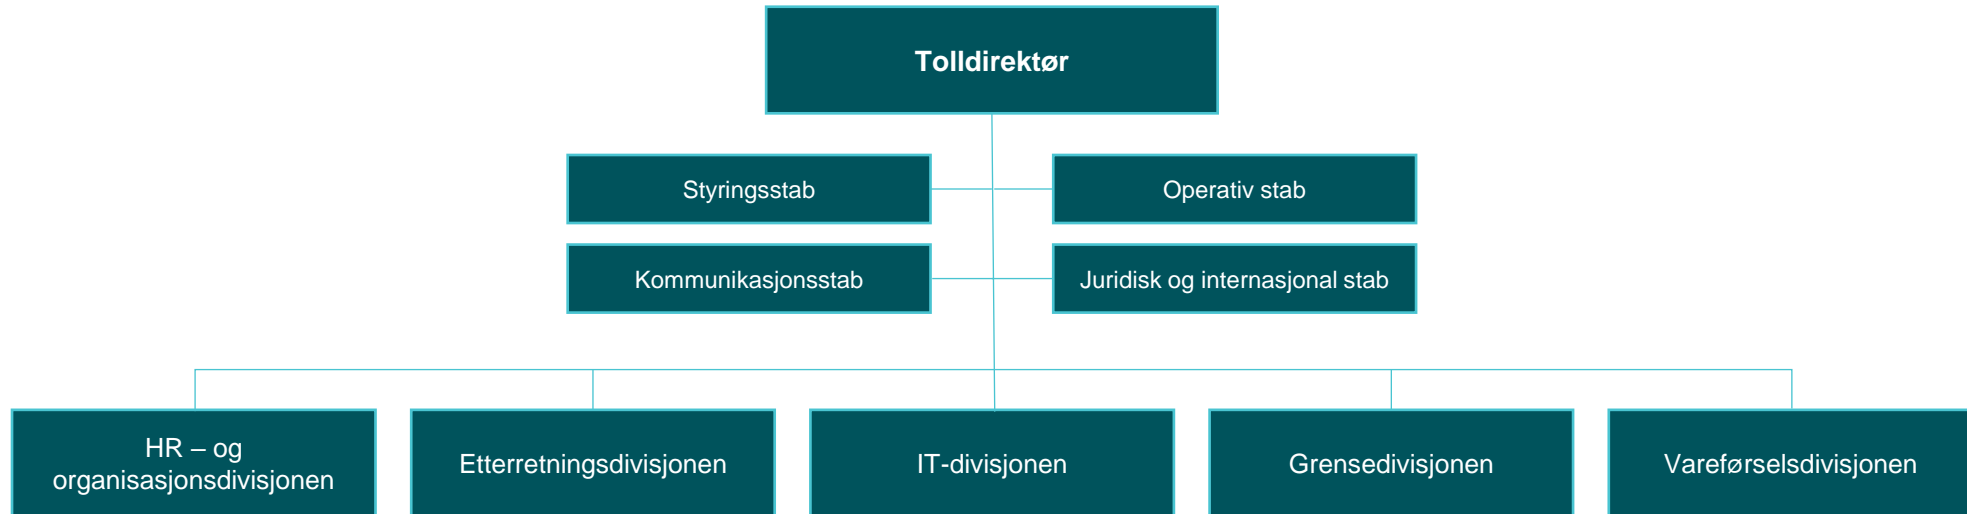 Tolldirektør
Styringsstab
Operativ stab
Kommunikasjonsstab
Juridisk og internasjonal stab
HR – og
organisasjonsdivisjonen
Etterretningsdivisjonen
IT-divisjonen
Grensedivisjonen
Vareførselsdivisjonen